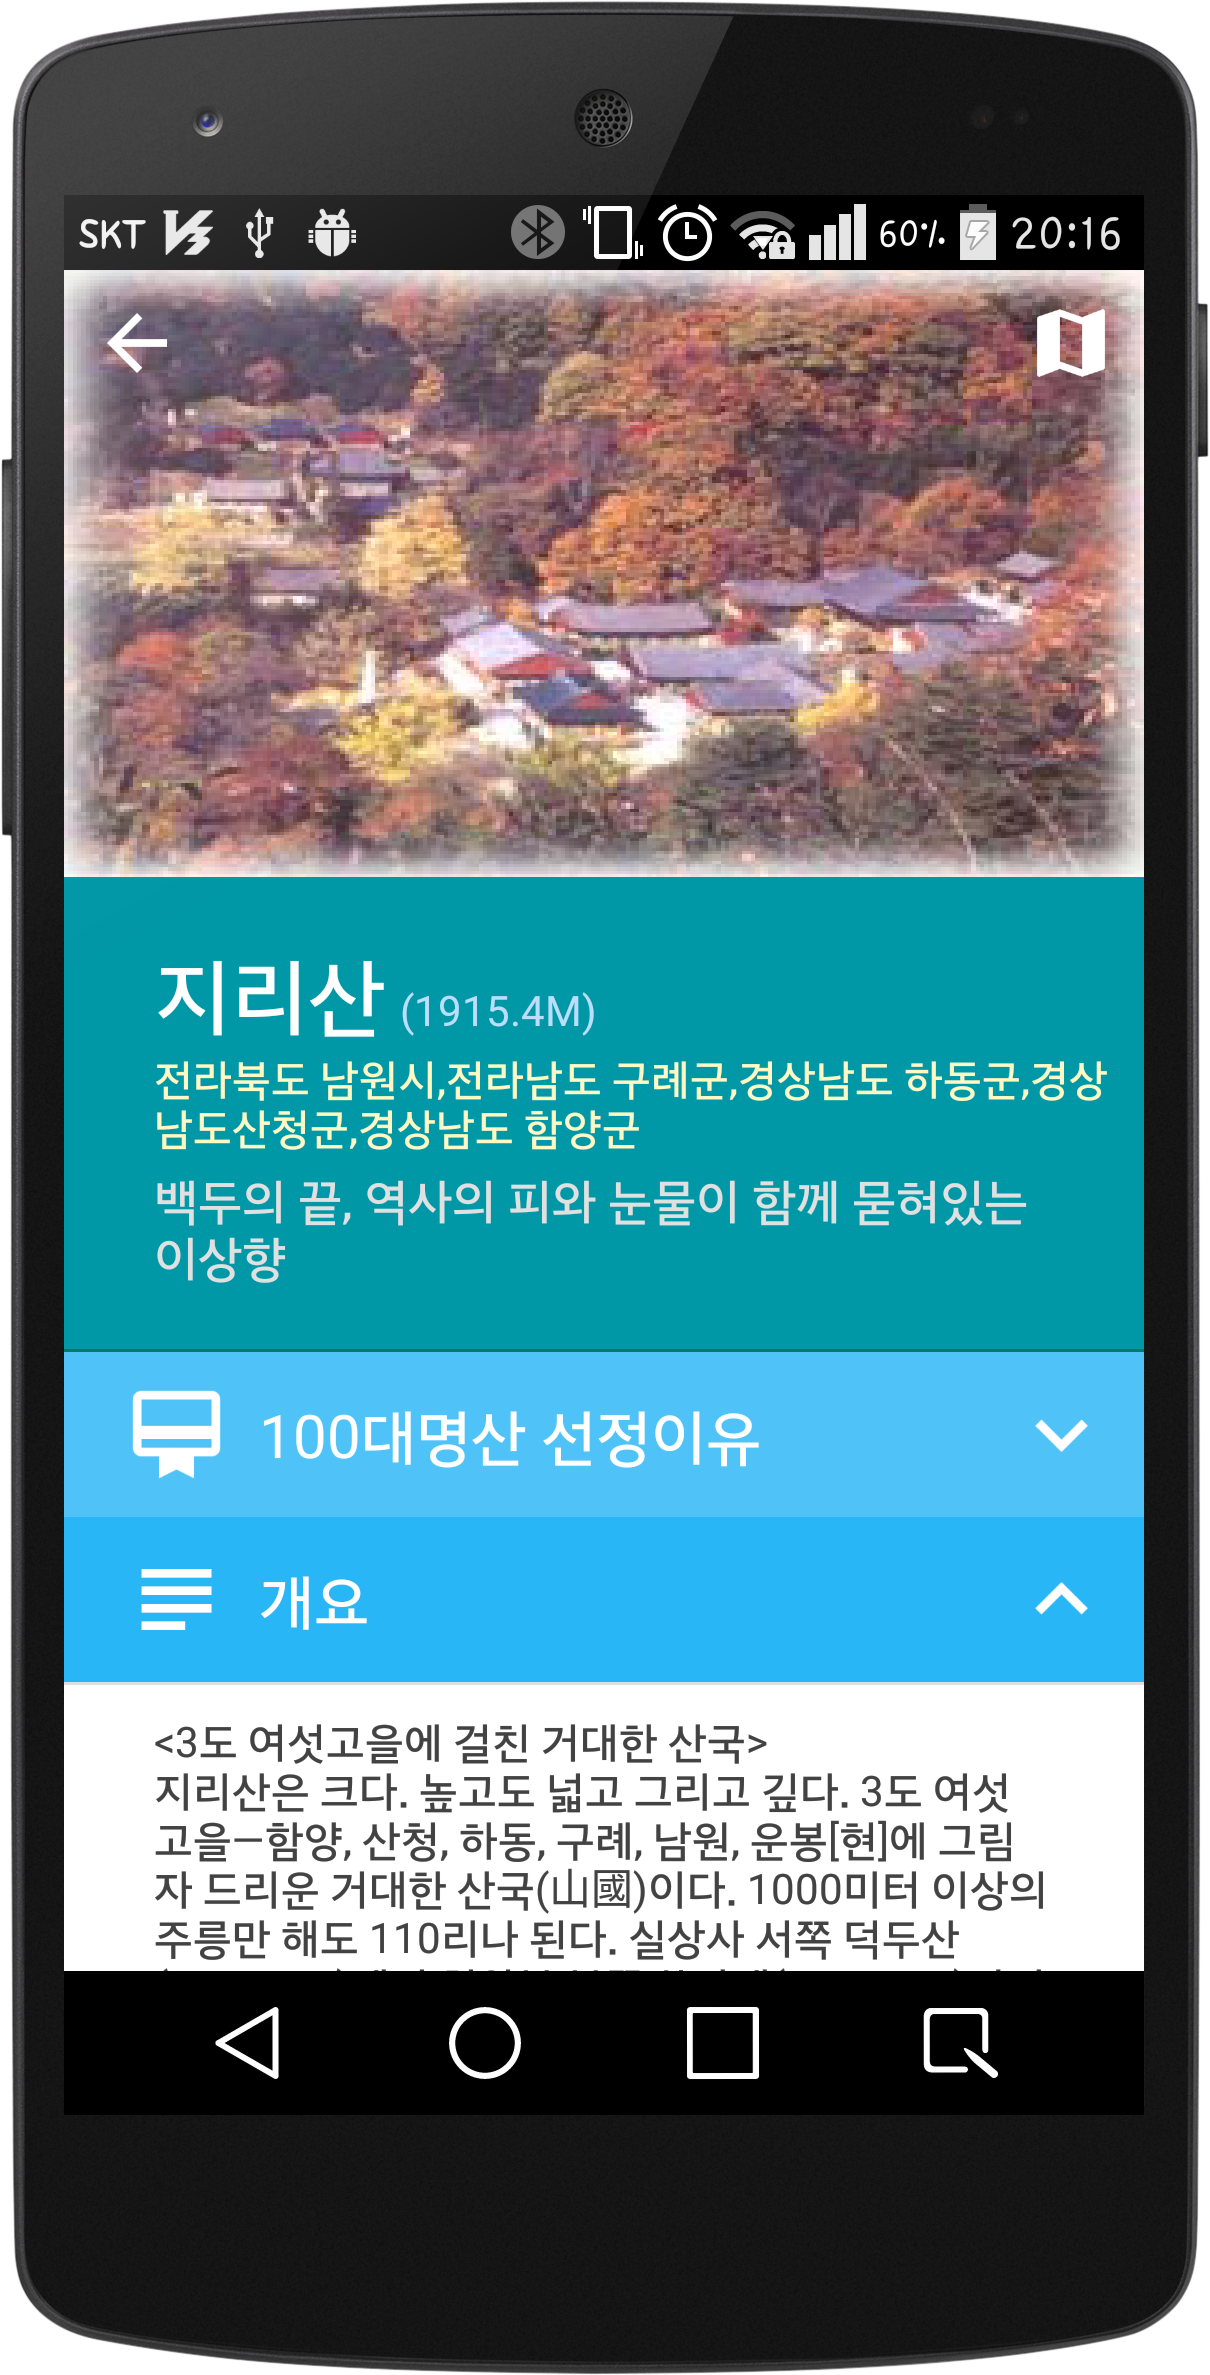 SKT 60% 20:16
지리산 (1915.4M)
전라북도 남원시,전라남도 구례군,경상남도 하동군,경상
남도산청군,경상남도 함양군
백두의 끝, 역사의 피와 눈물이 함께 묻혀있는
이상향
100대명산 선정이유
개요
<3도 여섯고을에 걸친 거대한 산국>
지리산은 크다. 높고도 넓고 그리고 깊다. 3도 여섯
고을—함양, 산청, 하동, 구례, 남원, 운봉[현]에 그림
자 드리운 거대한 산국(山國)이다. 1000미터 이상의
주릉만 해도 110리나 된다. 실상사 서쪽 덕두산